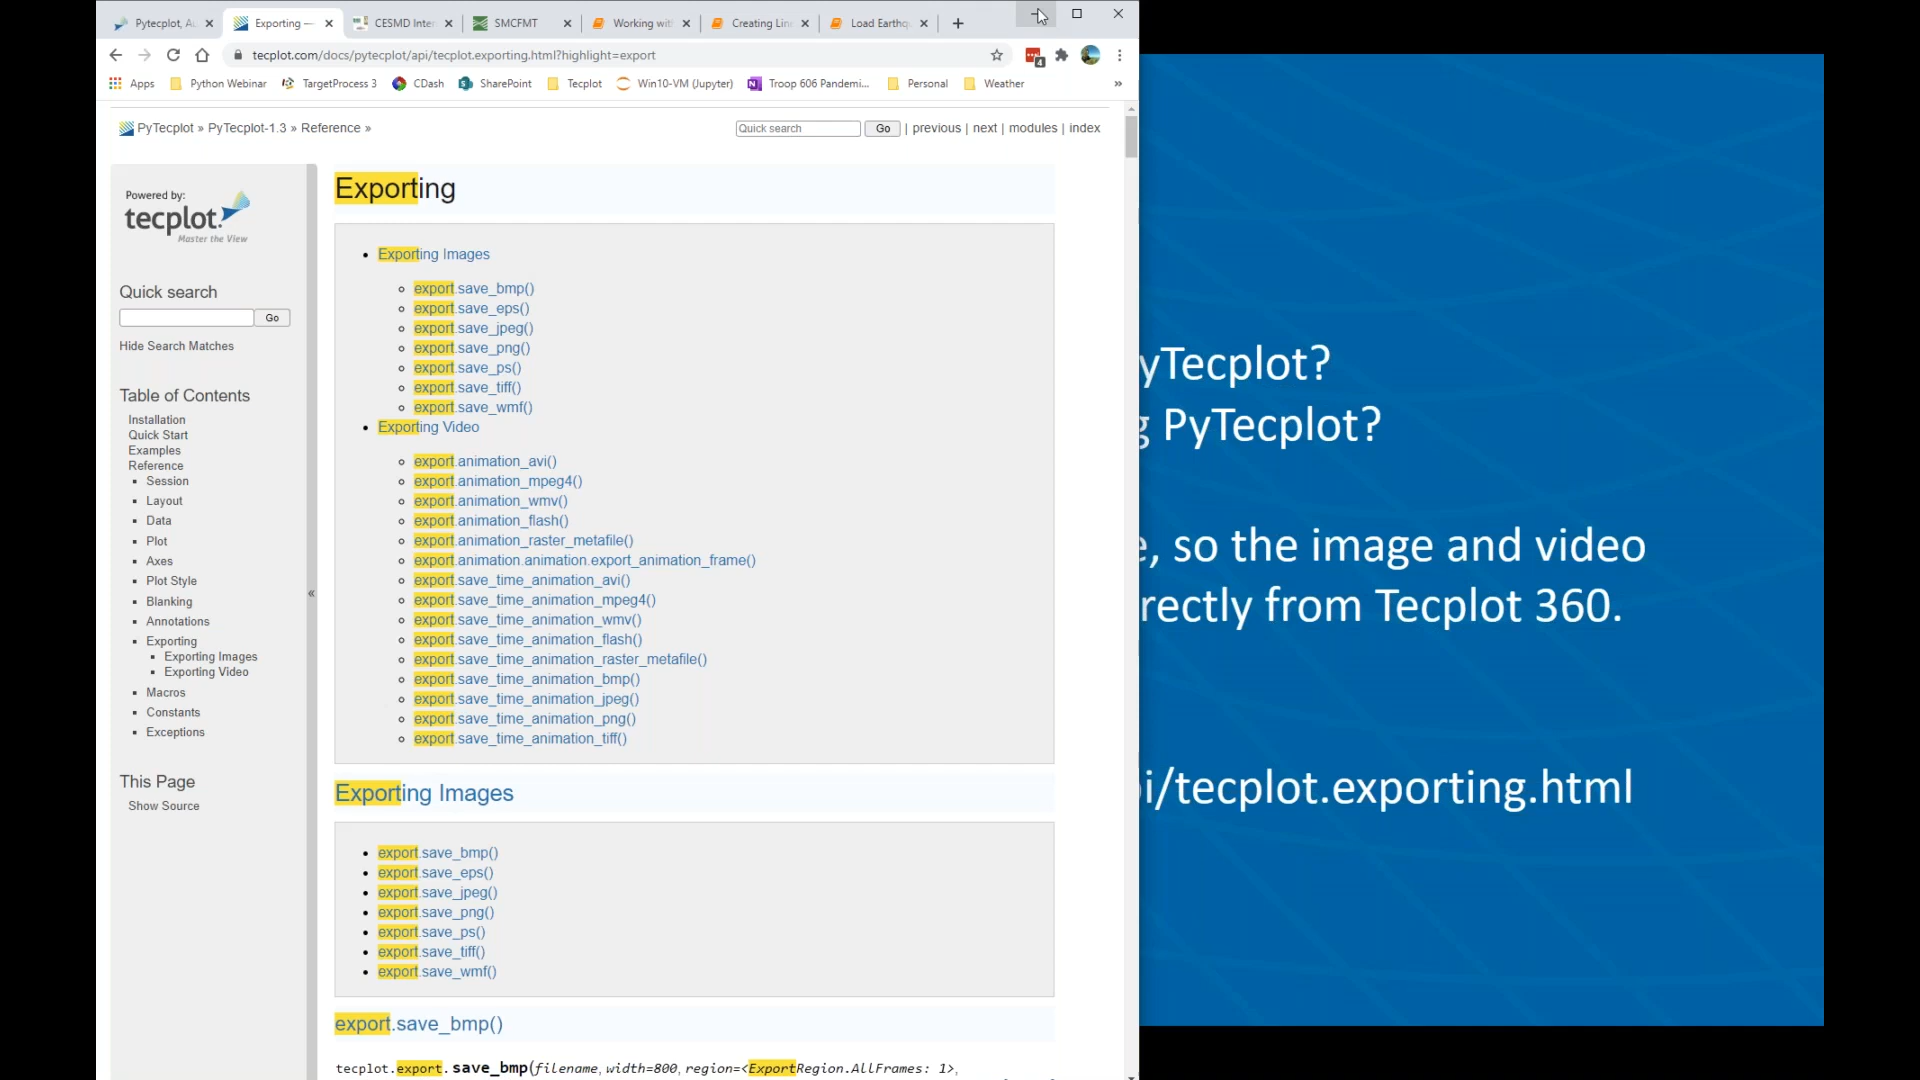 Pytecplot, A
Exporting —
CESMD Inter
SMCFMT
Working wit
Creating Lin
Load Earthq
tecplot.com/docs/pytecplot/api/tecplot.exporting.html?highlight=export
4
Apps
Python Webinar
TargetProcess 3
CDash
SharePoint
Tecplot
Win10-VM (Jupyter)
Troop 606 Pandemi...
Personal
Weather
»
PyTecplot » PyTecplot-1.3 » Reference »
Quick search Go | previous | next | modules | index
Powered by:
tecplot.
Master the View
Quick search
Go
Hide Search Matches
Table of Contents
Installation
Quick Start
Examples
Reference
Session
Layout
Data
Plot
Axes
Plot Style
Blanking
Annotations
Exporting
Exporting Images
Exporting Video
Macros
Constants
Exceptions
This Page
Show Source
«
Exporting
Exporting Images
export.save_bmp()
export.save_eps()
export.save_jpeg()
export.save_png()
export.save_ps()
export.save_tiff()
export.save_wmf()
Exporting Video
export.animation_avi()
export.animation_mpeg4()
export.animation_wmv()
export.animation_flash()
export.animation_raster_metafile()
export.animation.animation.export_animation_frame()
export.save_time_animation_avi()
export.save_time_animation_mpeg4()
export.save_time_animation_wmv()
export.save_time_animation_flash()
export.save_time_animation_raster_metafile()
export.save_time_animation_bmp()
export.save_time_animation_jpeg()
export.save_time_animation_png()
export.save_time_animation_tiff()
Exporting Images
export.save_bmp()
export.save_eps()
export.save_jpeg()
export.save_png()
export.save_ps()
export.save_tiff()
export.save_wmf()
export.save_bmp()
tecplot.export.save_bmp(filename, width=800, region=<ExportRegion.AllFrames: 1>,
yTecplot?
g PyTecplot?
e, so the image and video
rectly from Tecplot 360.
i/tecplot.exporting.html